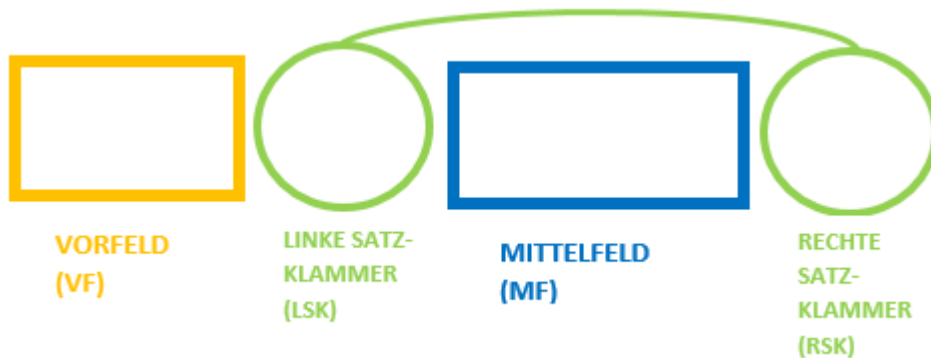 VORFELD
(VF)
LINKE SATZ-
KLAMMER
(LSK)
MITTELFELD
(MF)
RECHTE
SATZ-
KLAMMER
(RSK)